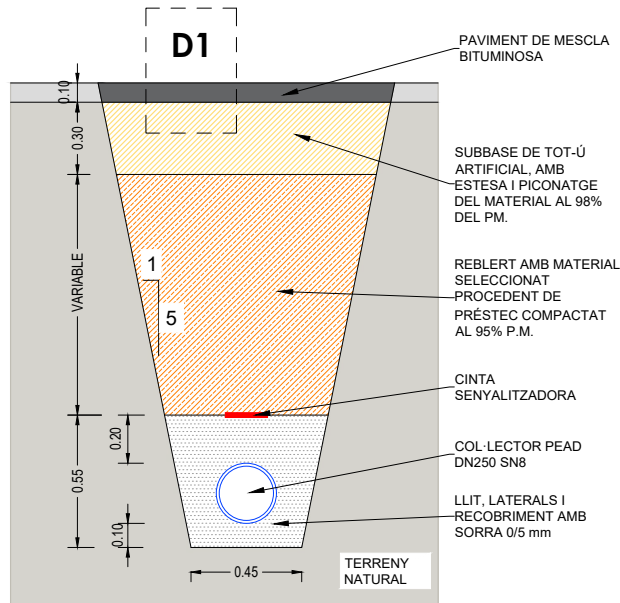 D1
PAVIMENT DE MESCLA
BITUMINOSA
0.10
0.30
SUBBASE DE TOT-Ú
ARTIFICIAL, AMB
ESTESA I PICONATGE
DEL MATERIAL AL 98%
DEL PM.
VARIABLE
1
5
REBLERT AMB MATERIAL
SELECCIONAT
PROCEDENT DE
PRÉSTEC COMPACTAT
AL 95% P.M.
CINTA
SENYALITZADORA
0.20
0.55
COL·LECTOR PEAD
DN250 SN8
0.10
LLIT, LATERALS I
RECOBRIMENT AMB
SORRA 0/5 mm
0.45
TERRENY
NATURAL